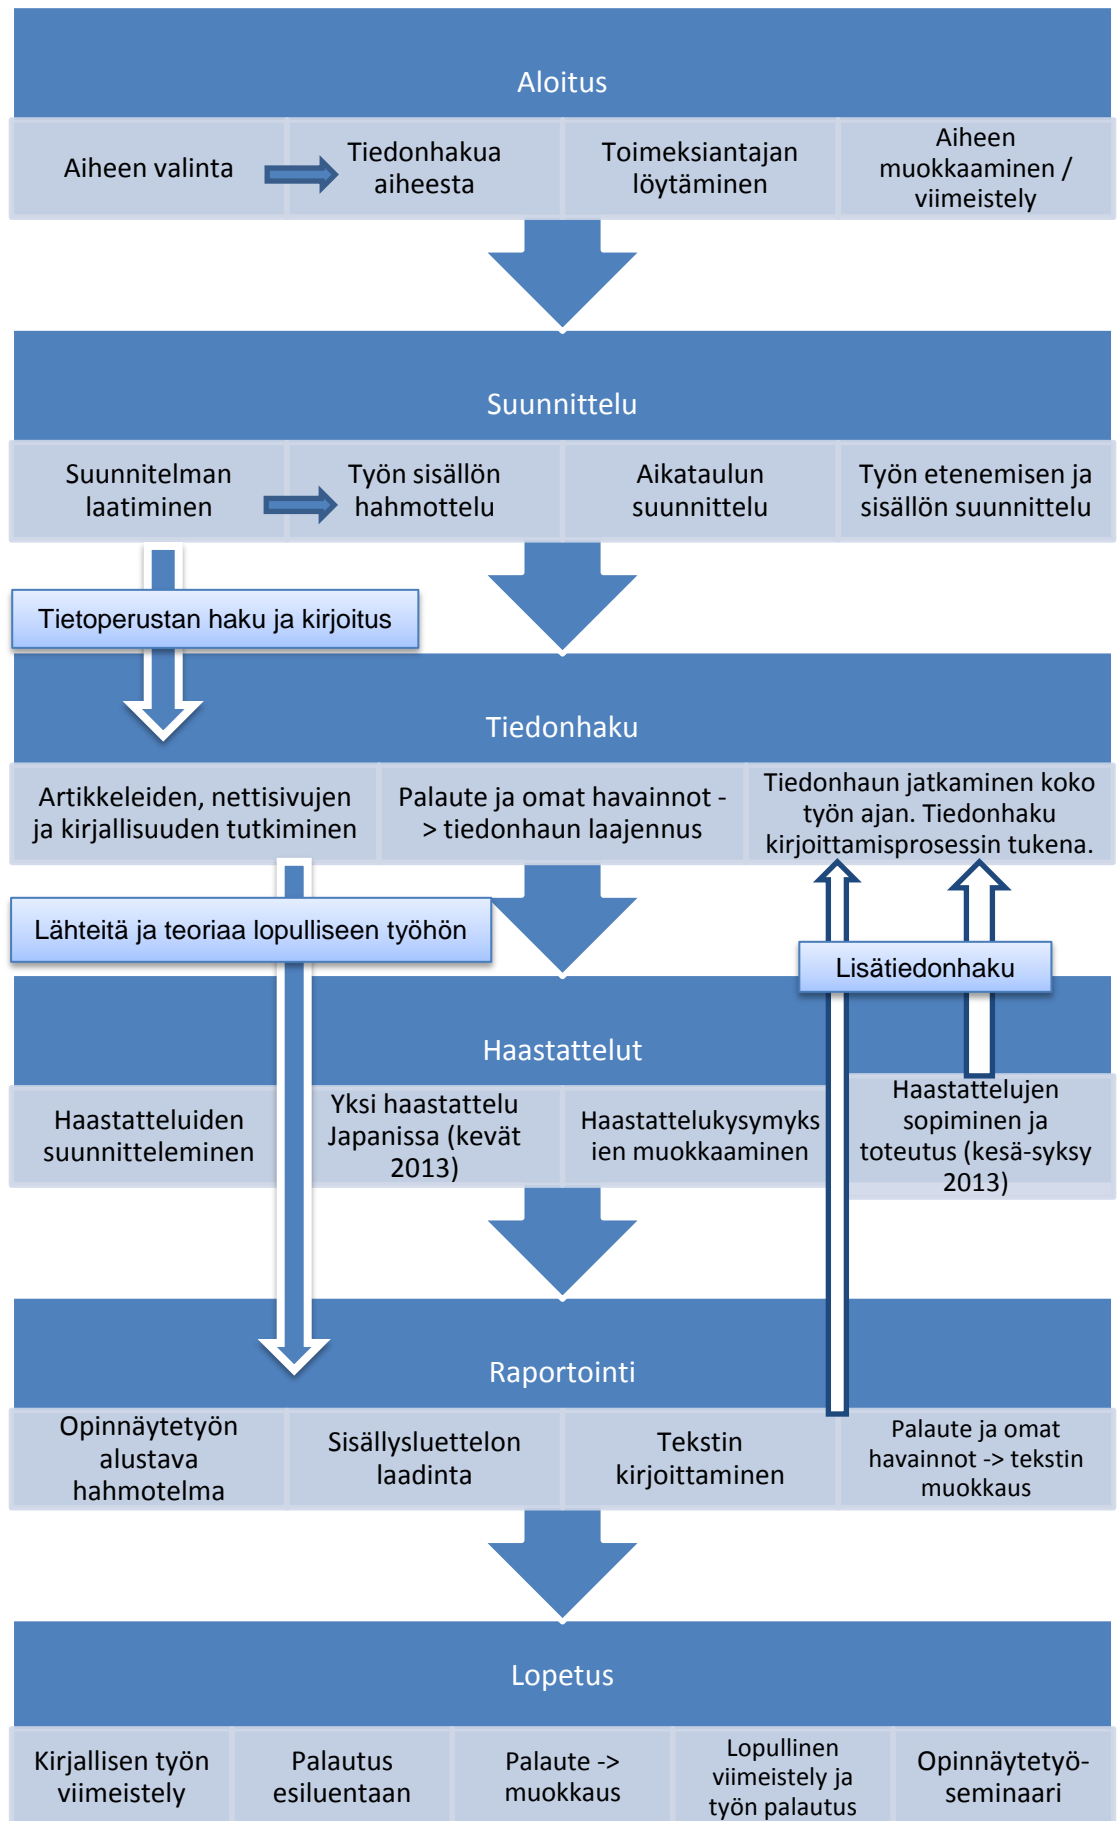 Aloitus
Aiheen valinta
Tiedonhakua
aiheesta
Toimeksiantajan
löytäminen
Aiheen
muokkaaminen /
viimeistely
Suunnittelu
Suunnitelman
laatiminen
Työn sisällön
hahmottelu
Aikataulun
suunnittelu
Työn etenemisen ja
sisällön suunnittelu
Tietoperustan haku ja kirjoitus
Tiedonhaku
Artikkeleiden, nettisivujen
ja kirjallisuuden tutkiminen
Palaute ja omat havainnot -
> tiedonhaun laajennus
Tiedonhaun jatkaminen koko
työn ajan. Tiedonhaku
kirjoittamisprosessin tukena.
Lähteitä ja teoriaa lopulliseen työhön
Lisätiedonhaku
Haastattelut
Haastatteluiden
suunnitteleminen
Yksi haastattelu
Japanissa (kevät
2013)
Haastattelukysymyks
ien muokkaaminen
Haastattelujen
sopiminen ja
toteutus (kesä-syksy
2013)
Raportointi
Opinnäytetyön
alustava
hahmotelma
Sisällysluettelon
laadinta
Tekstin
kirjoittaminen
Palaute ja omat
havainnot -> tekstin
muokkaus
Lopetus
Kirjallisen työn
viimeistely
Palautus
esiluentaan
Palaute ->
muokkaus
Lopullinen
viimeistely ja
työn palautus
Opinnäytetyö-
seminaari